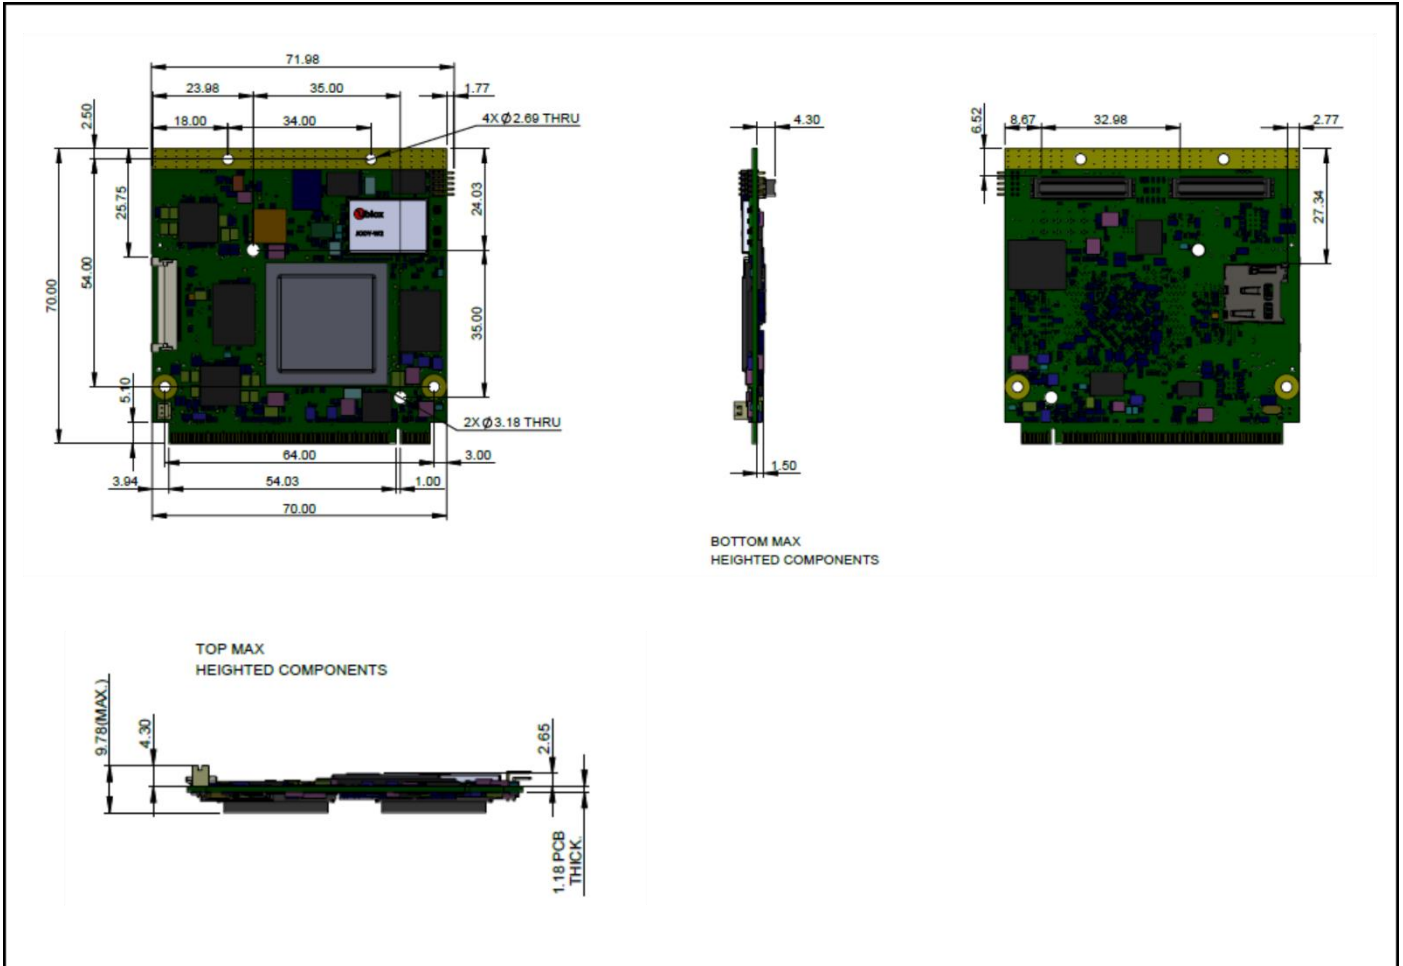 71.98
23.98 35.00 1.77
2.50 18.00 34.00 4X Ø2.69 THRU
70.00 54.00 25.75 24.03
ublox
JODY-W2
35.00
5.10
2X Ø3.18 THRU
64.00 3.00
3.94 54.03 1.00
70.00
4.30
1.50
BOTTOM MAX
HEIGHTED COMPONENTS
6.52 8.67 32.98 2.77
27.34
TOP MAX
HEIGHTED COMPONENTS
9.78(MAX.) 4.30 2.65
1.18 PCB
THICK.